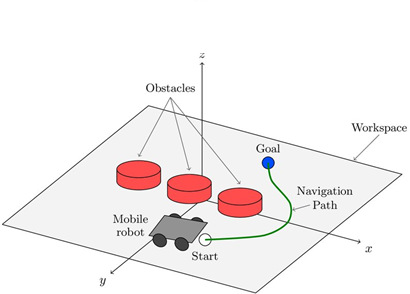 z
Obstacles
Workspace
Goal
Navigation
Path
Mobile
robot
Start
x
y